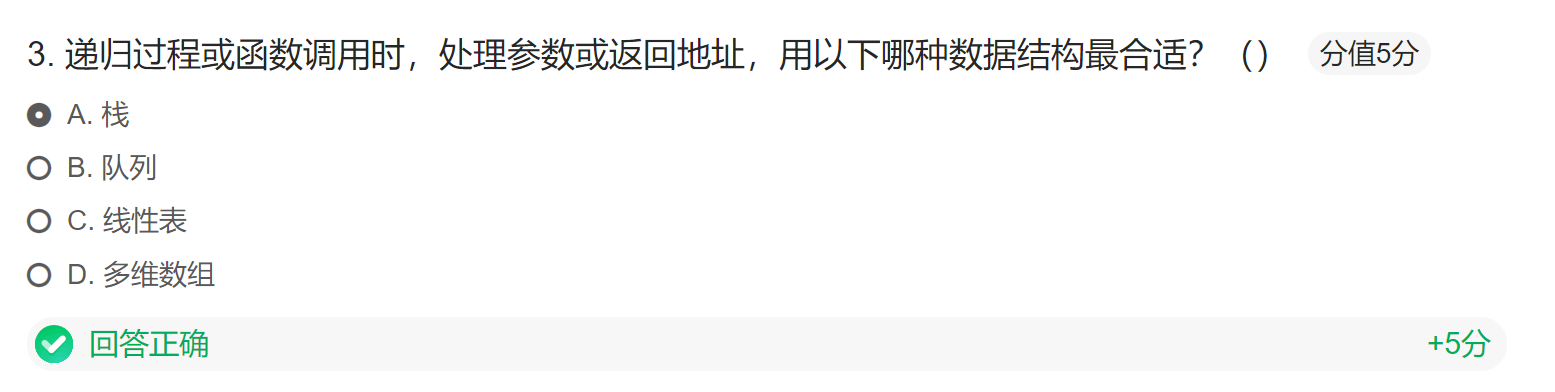 3. 递归过程或函数调用时，处理参数或返回地址，用以下哪种数据结构最合适？（） 分值5分
A. 栈
B. 队列
C. 线性表
D. 多维数组
回答正确 +5分